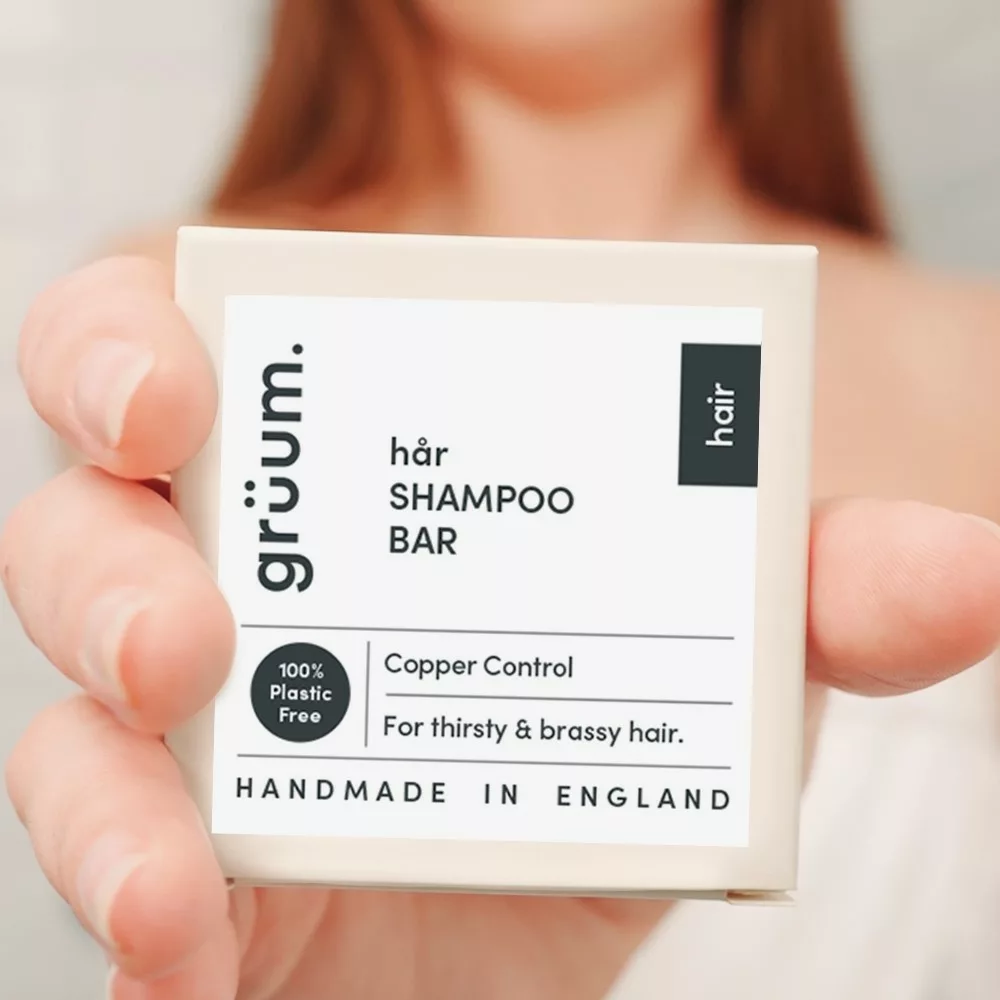 grüum.
hair
hår
SHAMPOO
BAR
100%
Plastic
Free
Copper Control
For thirsty & brassy hair.
HANDMADE IN ENGLAND